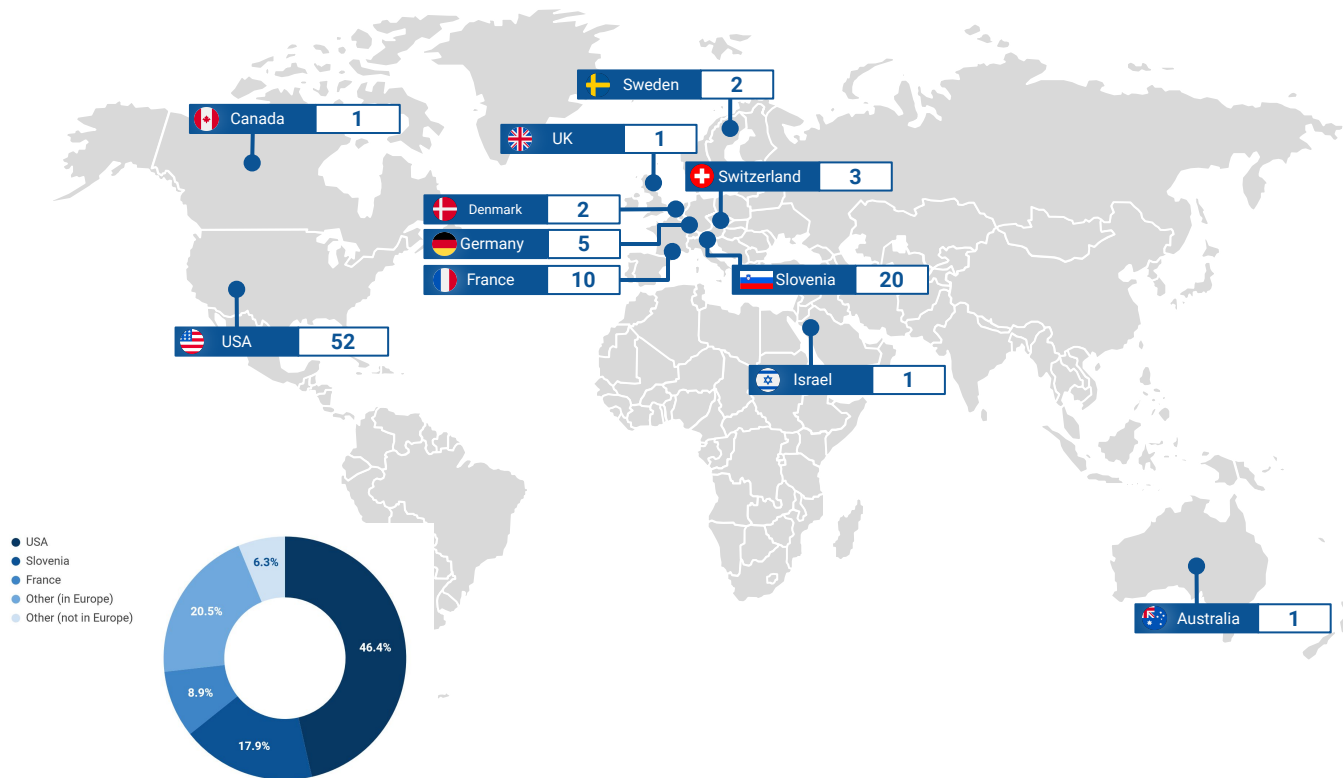 Sweden 2
Canada 1
UK 1
Switzerland 3
Denmark 2
Germany 5
France 10
Slovenia 20
USA 52
Israel 1
Australia 1
USA
Slovenia
France
Other (in Europe)
Other (not in Europe)
6.3%
20.5%
46.4%
8.9%
17.9%